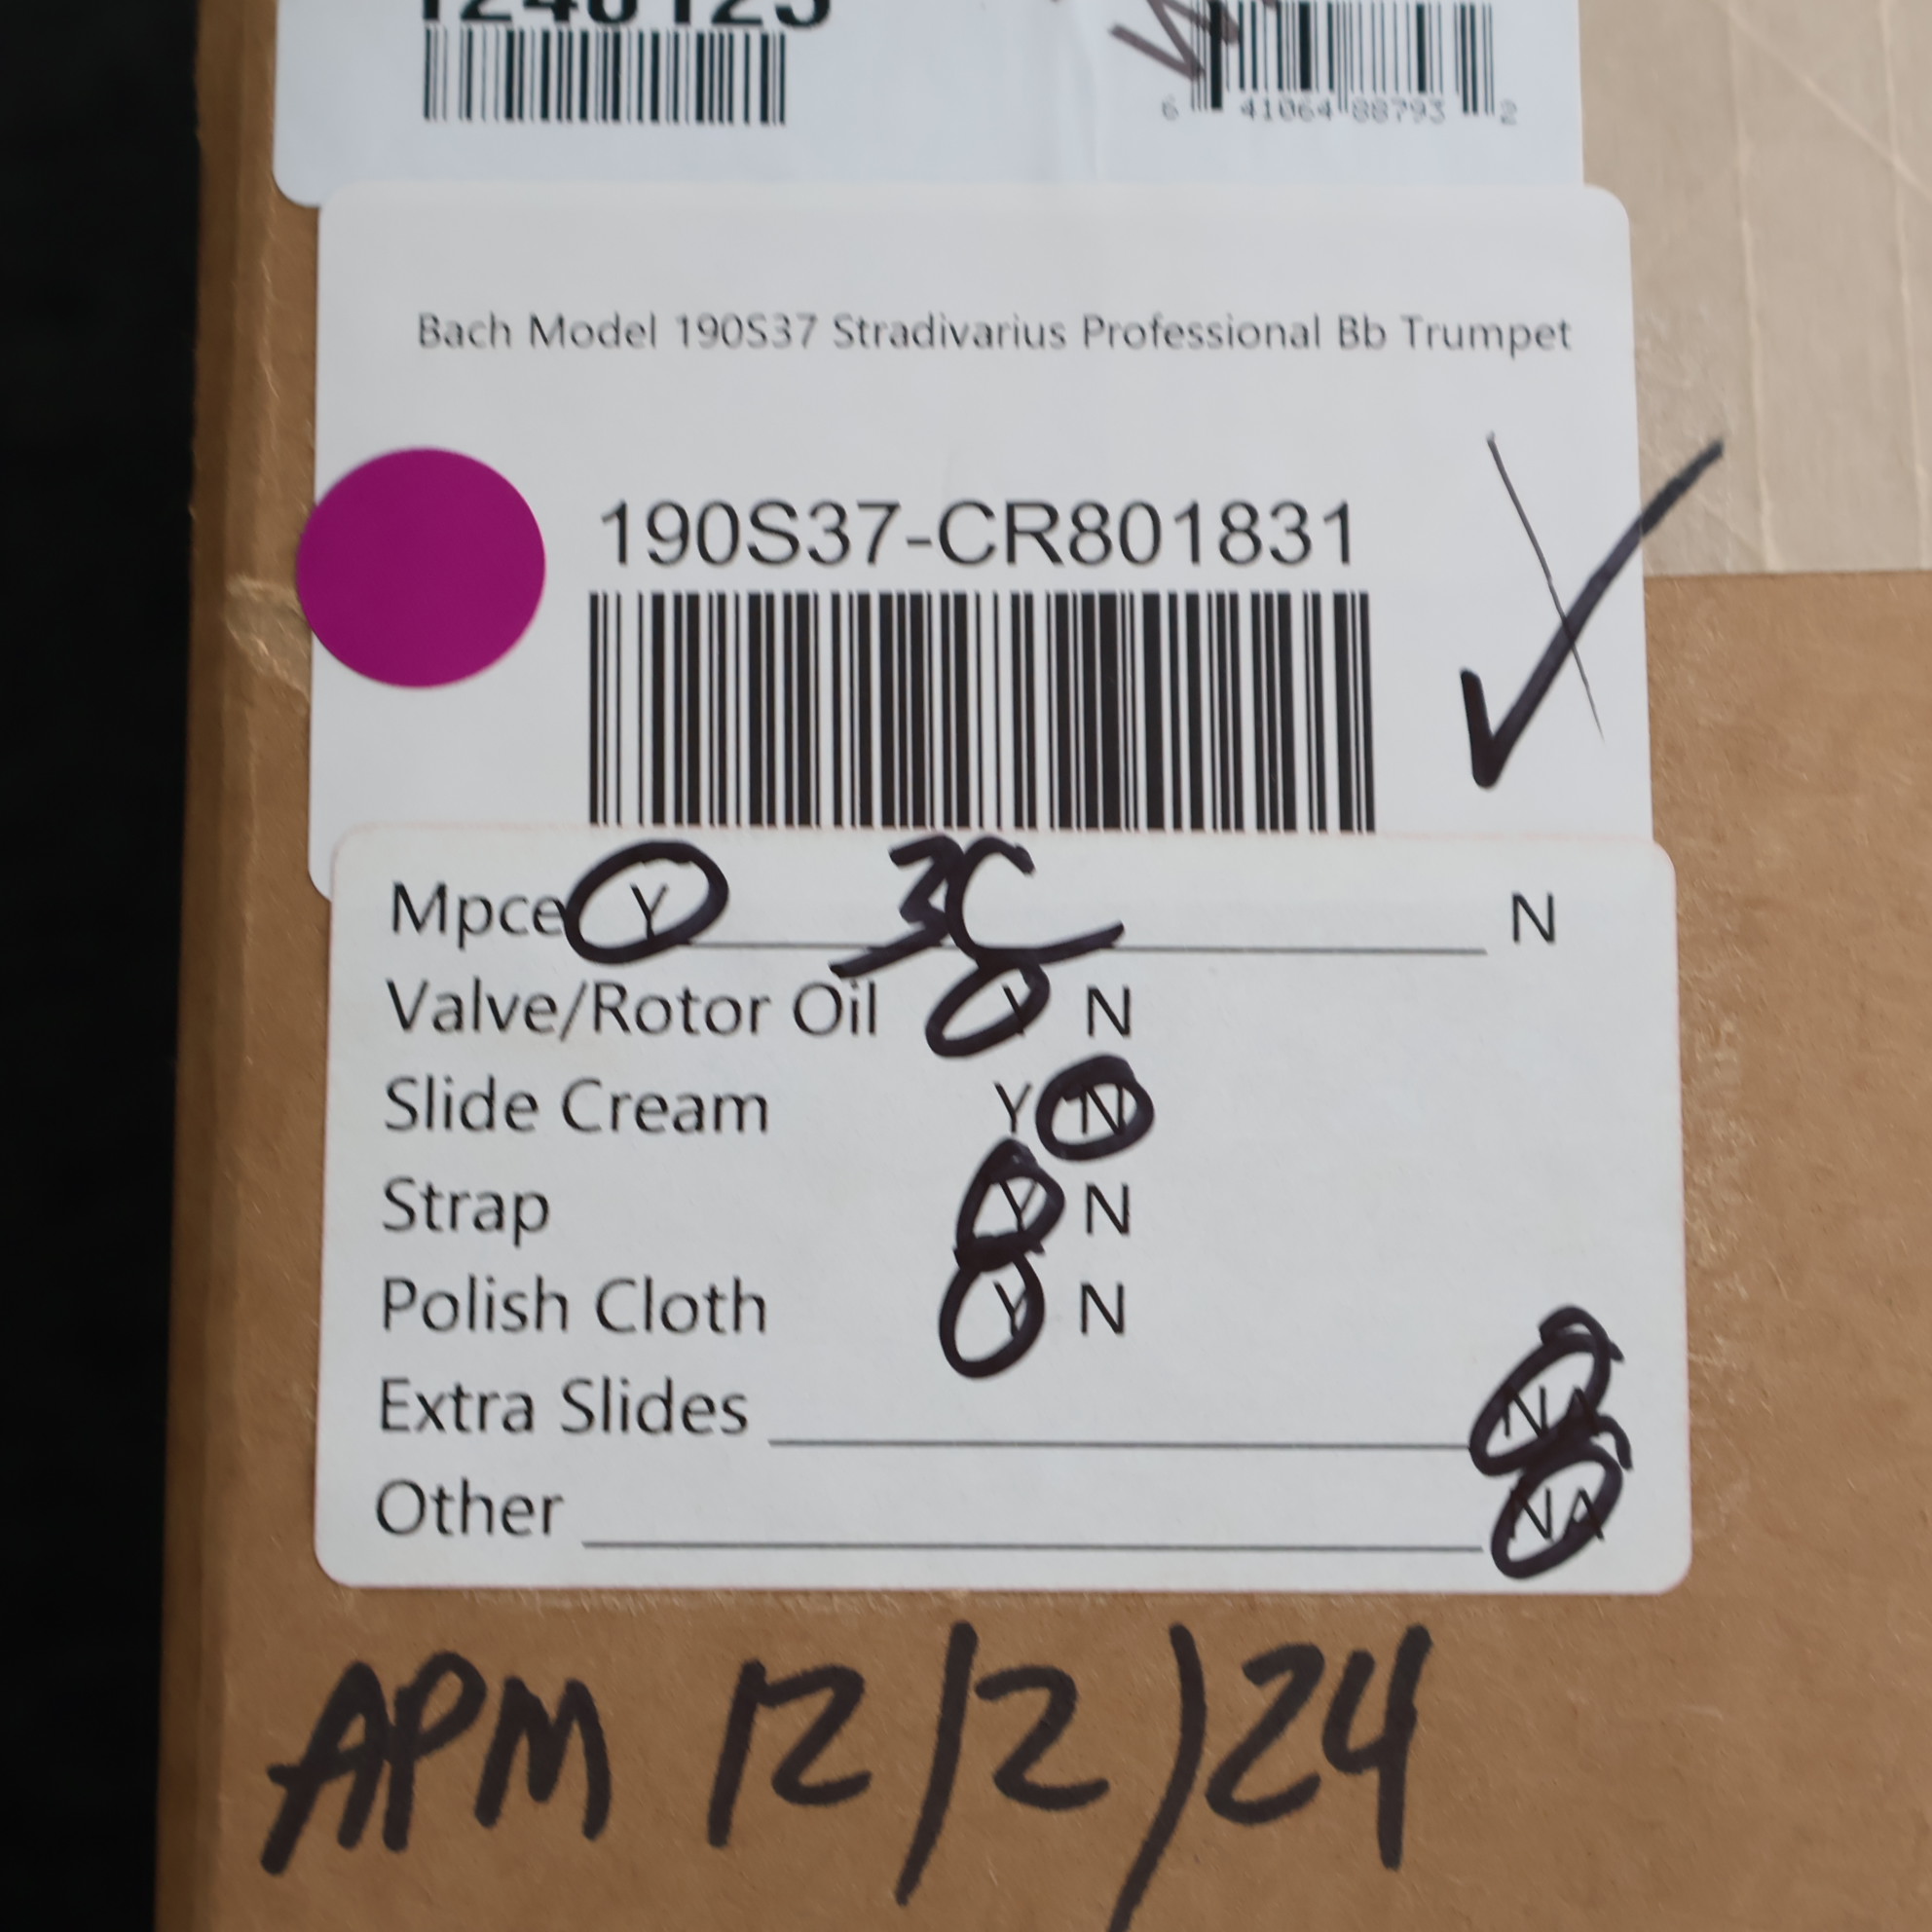 6 41064 88793 2
Bach Model 190S37 Stradivarius Professional Bb Trumpet
190S37-CR801831
Mpce Y 3C N
Valve/Rotor Oil Y N
Slide Cream Y N
Strap Y N
Polish Cloth Y N
Extra Slides NA
Other NA
APM 12/2/24